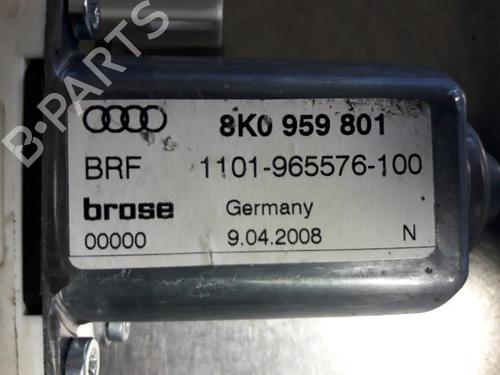 8K0 959 801
BRF 1101-965576-100
brose Germany
00000 9.04.2008 N
B-PARTS